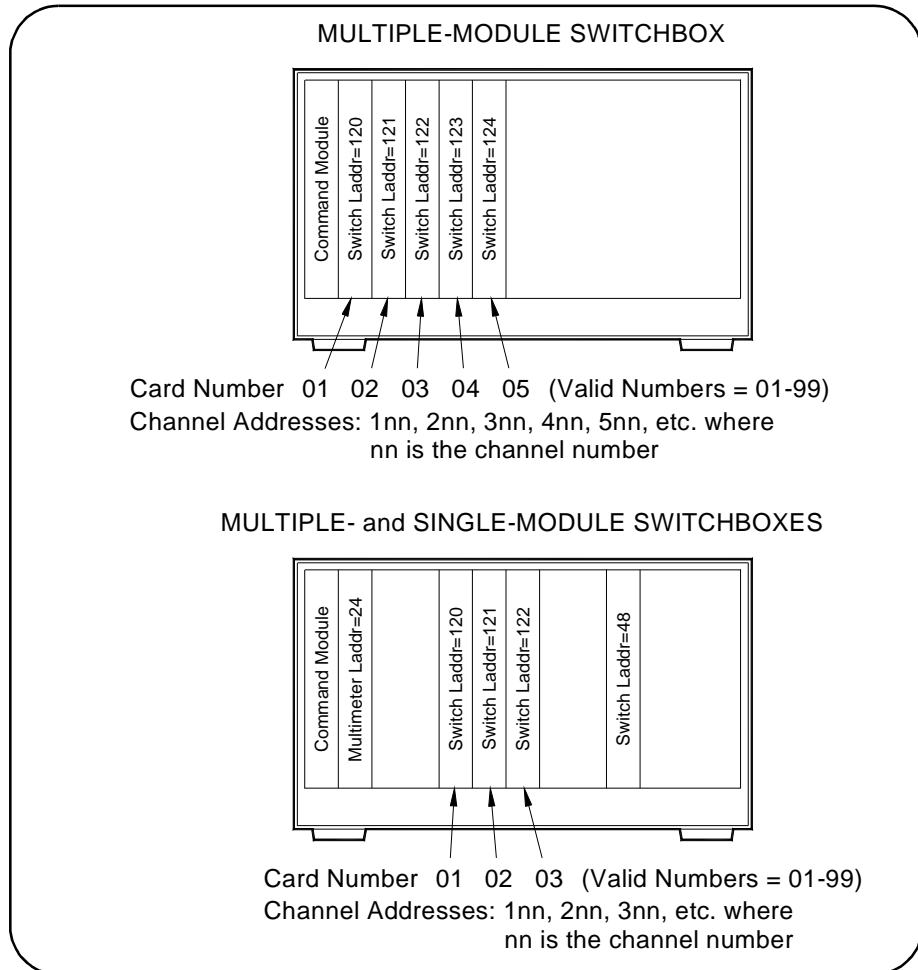 MULTIPLE-MODULE SWITCHBOX
Command Module
Switch Laddr=120
Switch Laddr=121
Switch Laddr=122
Switch Laddr=123
Switch Laddr=124
Card Number 01 02 03 04 05 (Valid Numbers = 01-99)
Channel Addresses: 1nn, 2nn, 3nn, 4nn, 5nn, etc. where
nn is the channel number
MULTIPLE- and SINGLE-MODULE SWITCHBOXES
Command Module
Multimeter Laddr=24
Switch Laddr=120
Switch Laddr=121
Switch Laddr=122
Switch Laddr=48
Card Number 01 02 03 (Valid Numbers = 01-99)
Channel Addresses: 1nn, 2nn, 3nn, etc. where
nn is the channel number